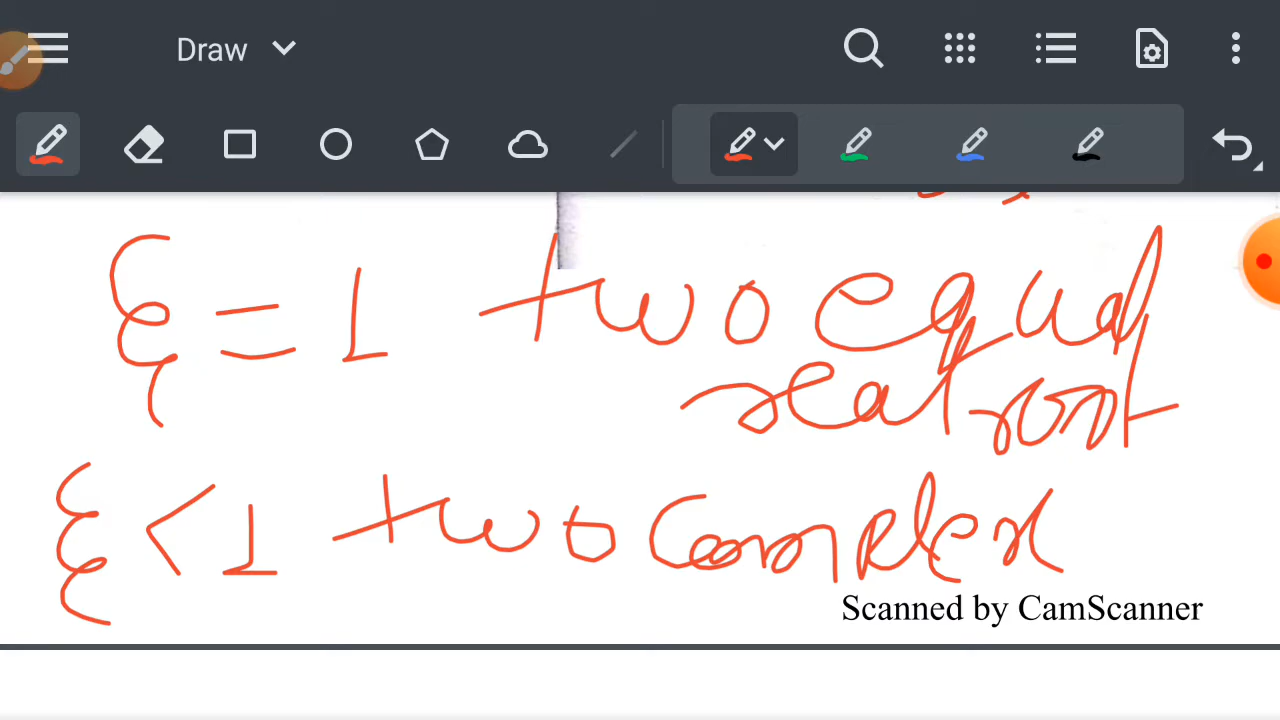 Draw
ξ = 1 two equal
real root
ξ < 1 two complex
Scanned by CamScanner